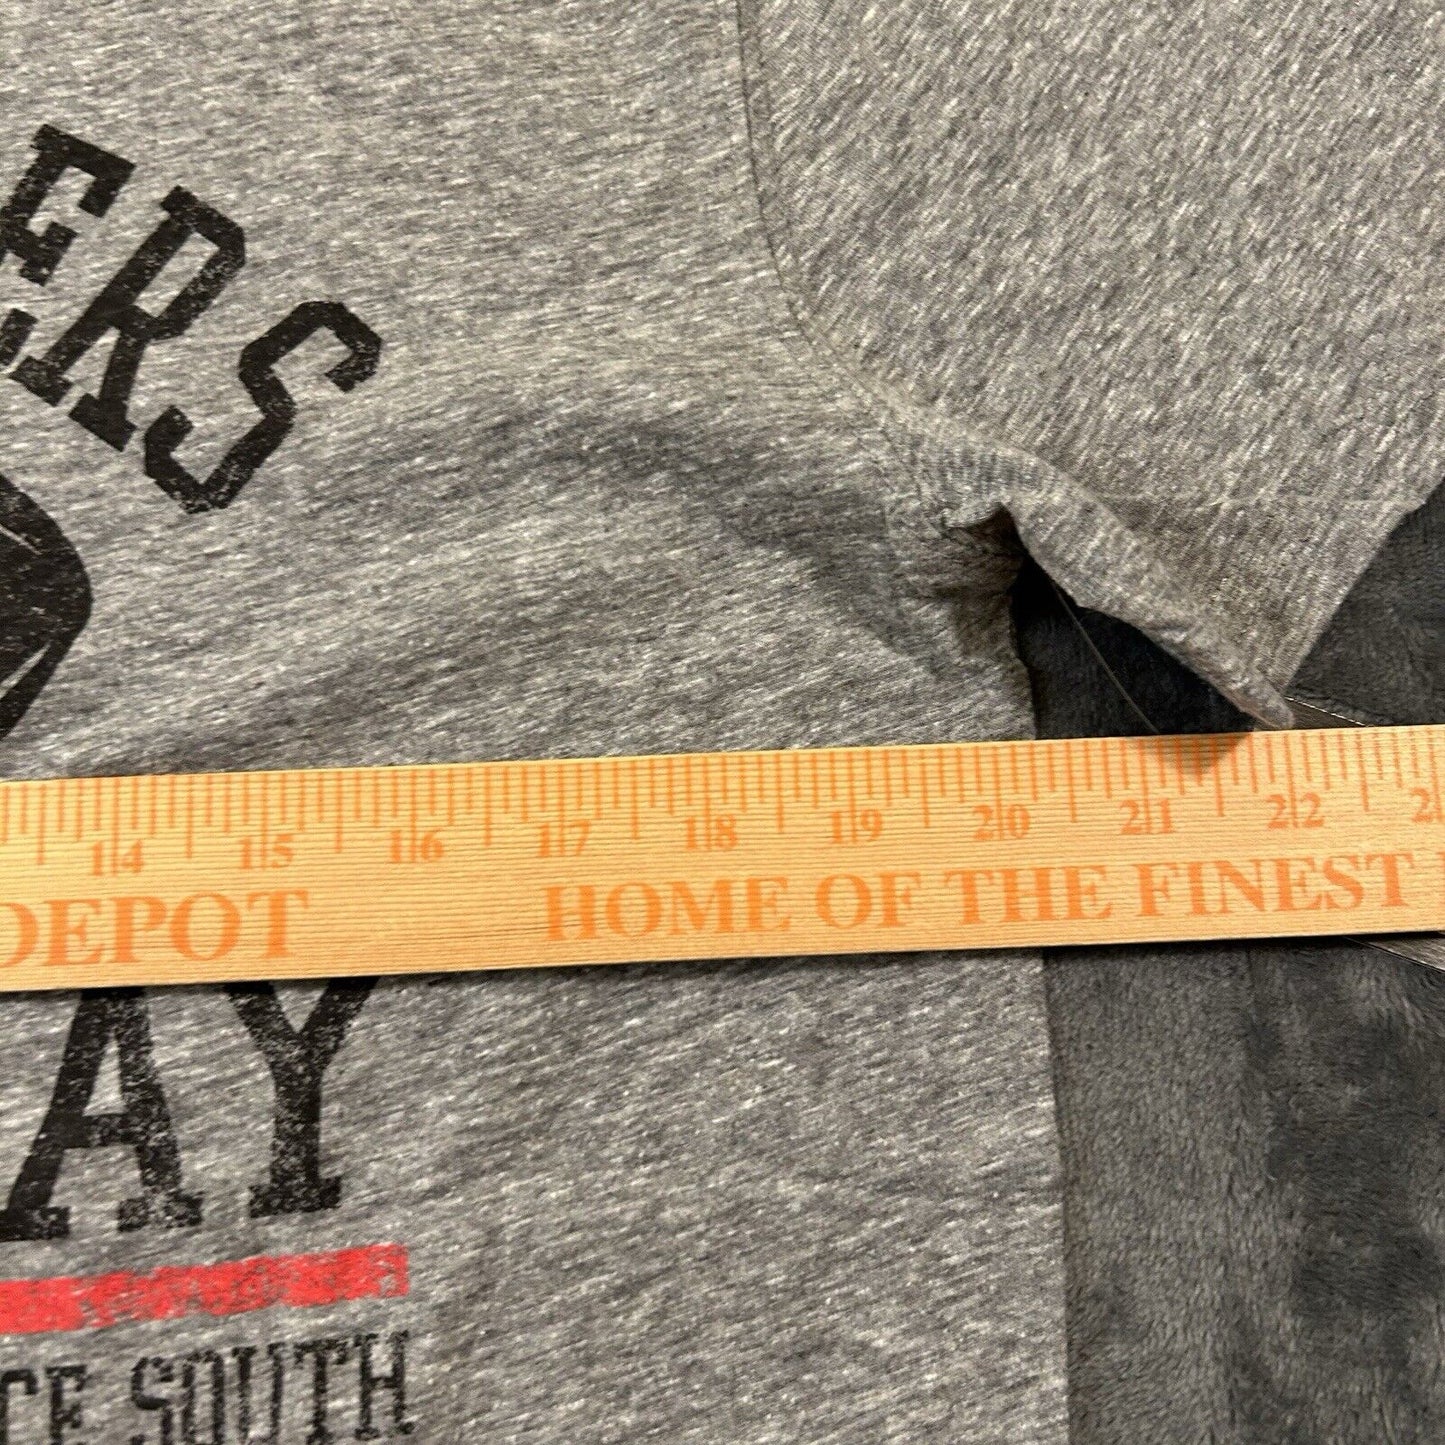 ERS
14 15 16 17 18 19 20 21 22
DEPOT HOME OF THE FINEST
AY
CE SOUTH